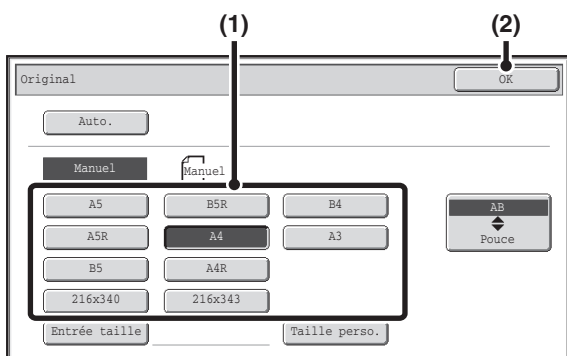 (1) (2)
Original OK
Auto.
Manuel Manuel
A5 B5R B4
A5R A4 A3
B5 A4R
216x340 216x343
AB
Pouce
Entrée taille Taille perso.